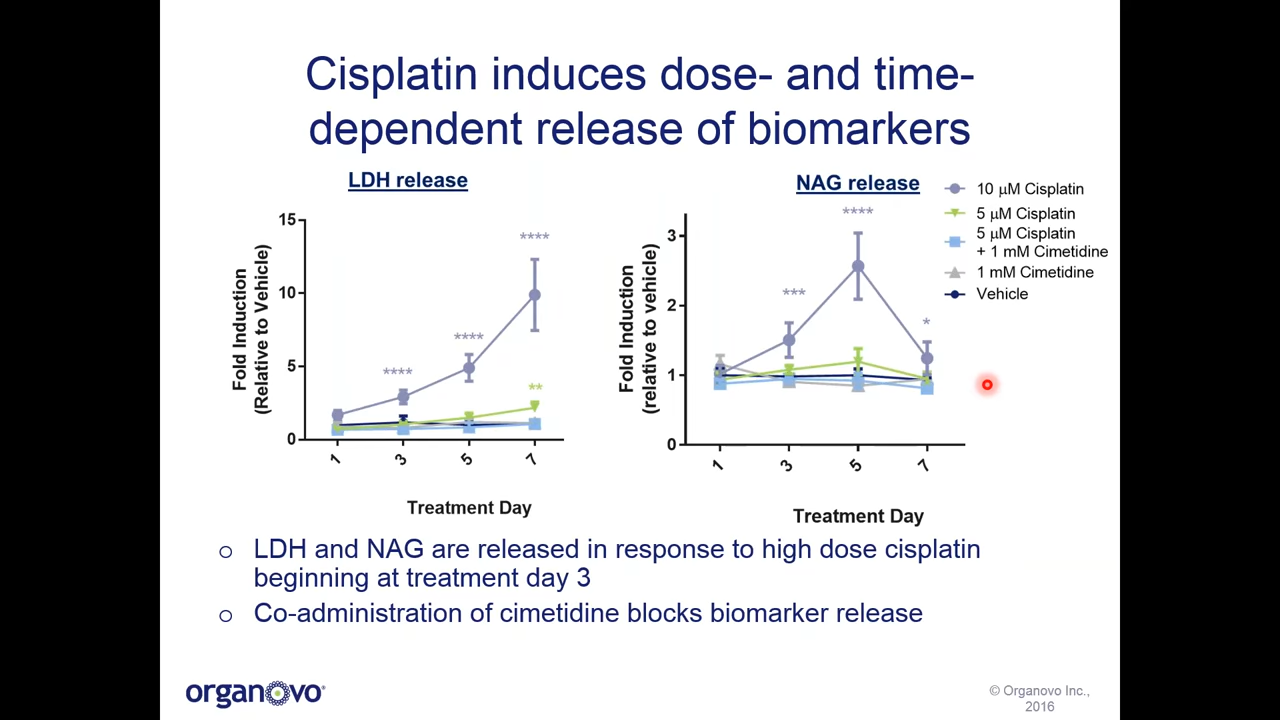 Cisplatin induces dose- and time-
dependent release of biomarkers
LDH release
Fold Induction
(Relative to Vehicle)
15
10
5
0
1
3
5
7
****
****
****
**
Treatment Day
NAG release
Fold Induction
(relative to vehicle)
3
2
1
0
1
3
5
7
***
****
*
Treatment Day
10 μM Cisplatin
5 μM Cisplatin
5 μM Cisplatin
+ 1 mM Cimetidine
1 mM Cimetidine
Vehicle
o LDH and NAG are released in response to high dose cisplatin
beginning at treatment day 3
o Co-administration of cimetidine blocks biomarker release
organovo®
© Organovo Inc.,
2016